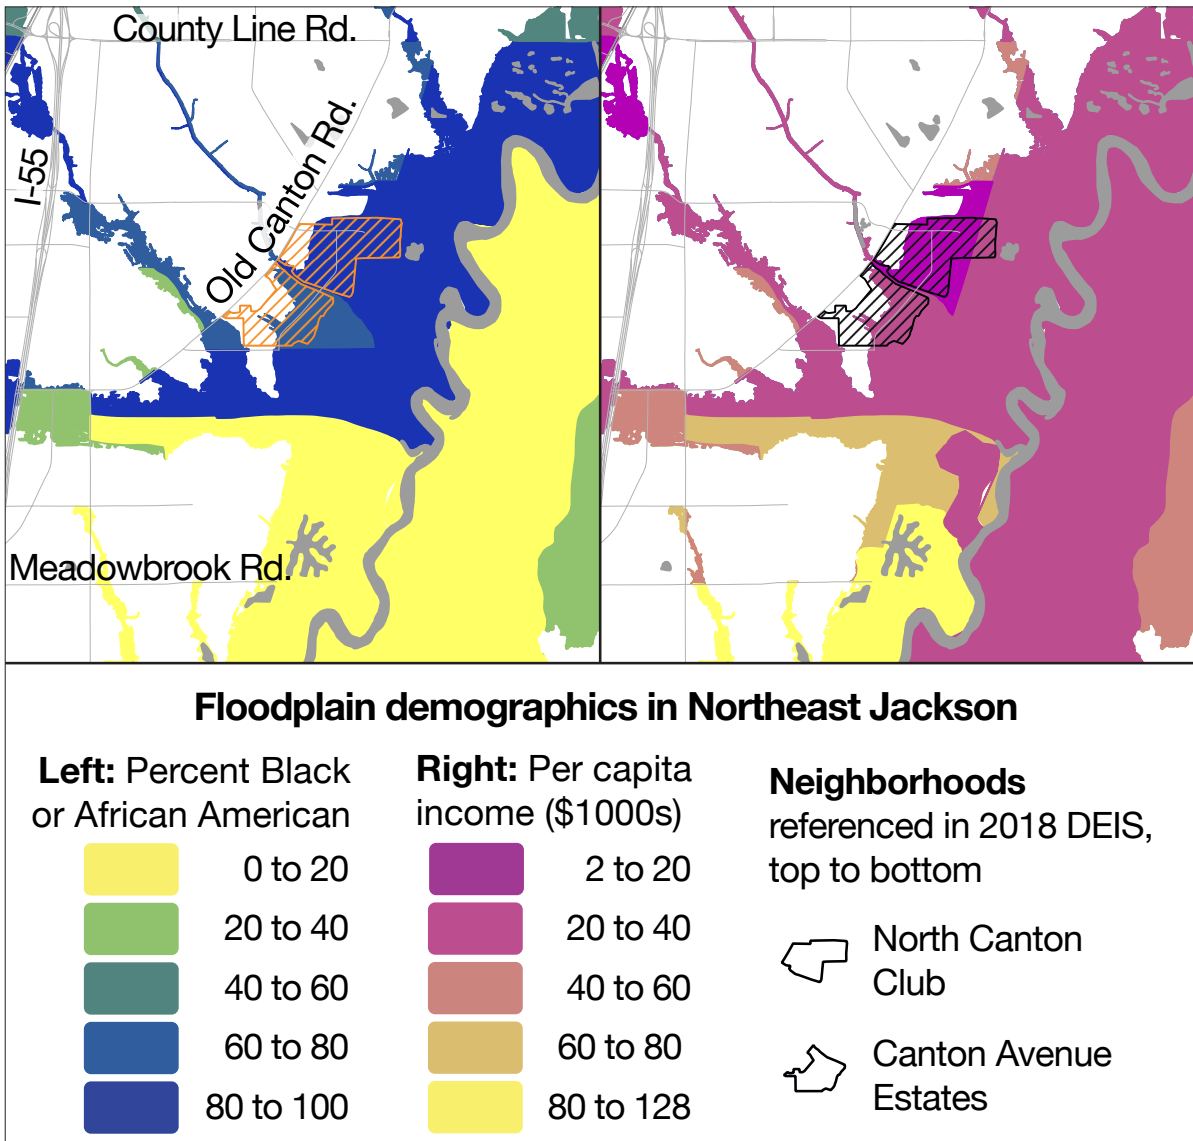 County Line Rd.
I-55
Old Canton Rd.
Meadowbrook Rd.
Floodplain demographics in Northeast Jackson
Left: Percent Black
or African American
0 to 20
20 to 40
40 to 60
60 to 80
80 to 100
Right: Per capita
income ($1000s)
2 to 20
20 to 40
40 to 60
60 to 80
80 to 128
Neighborhoods
referenced in 2018 DEIS,
top to bottom
North Canton
Club
Canton Avenue
Estates